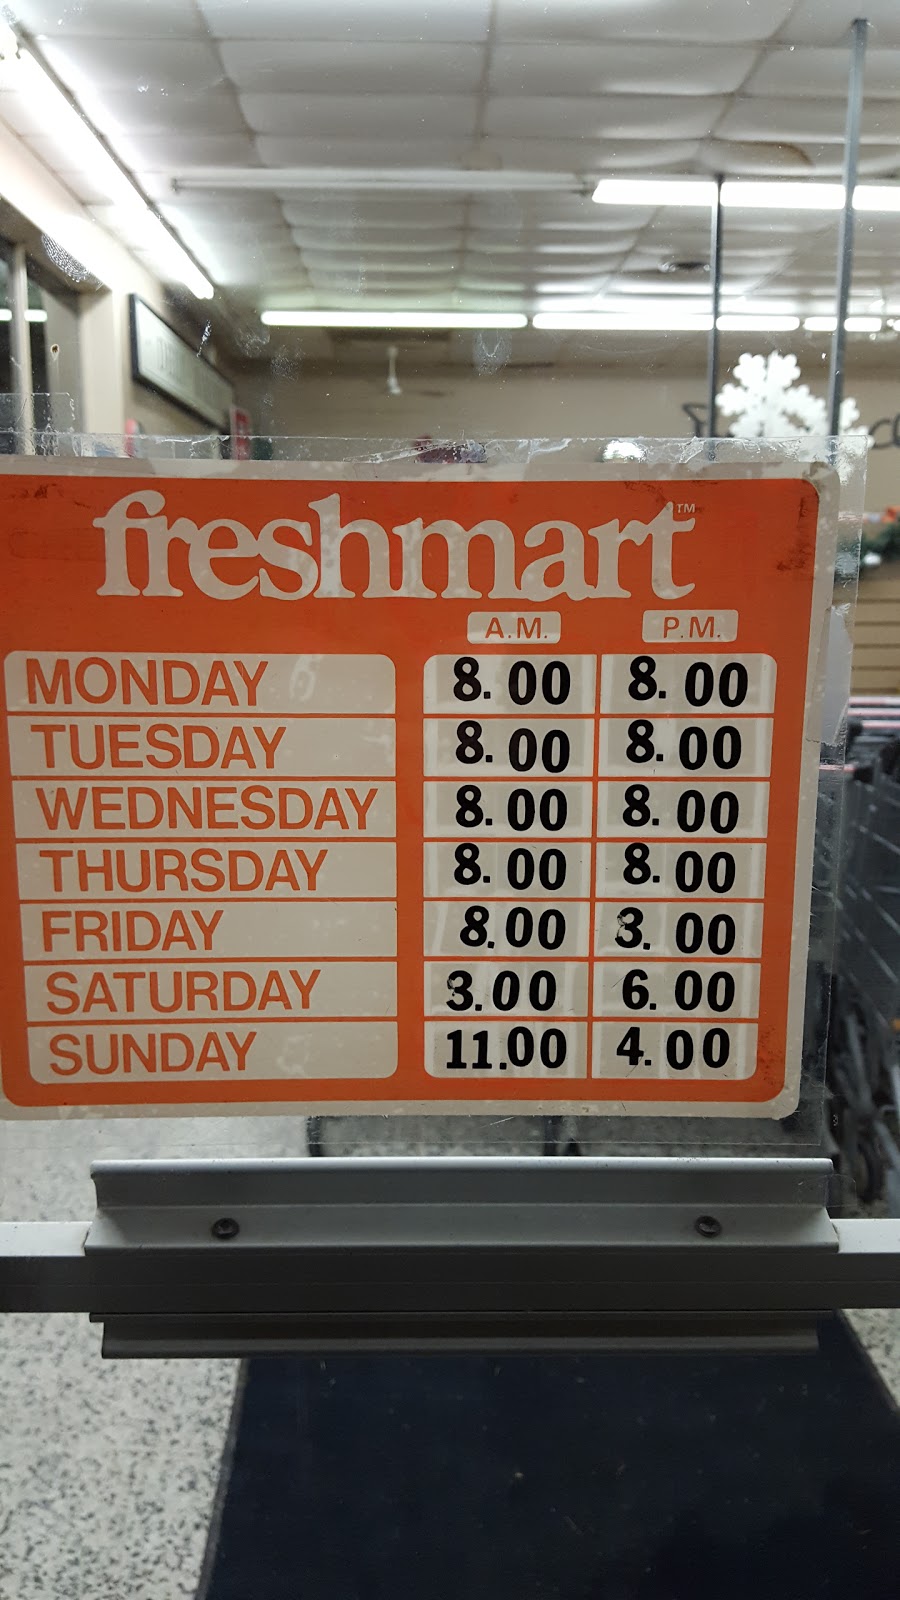 freshmart™
A.M. P.M.
MONDAY 8.00 8.00
TUESDAY 8.00 8.00
WEDNESDAY 8.00 8.00
THURSDAY 8.00 8.00
FRIDAY 8.00 3.00
SATURDAY 3.00 6.00
SUNDAY 11.00 4.00